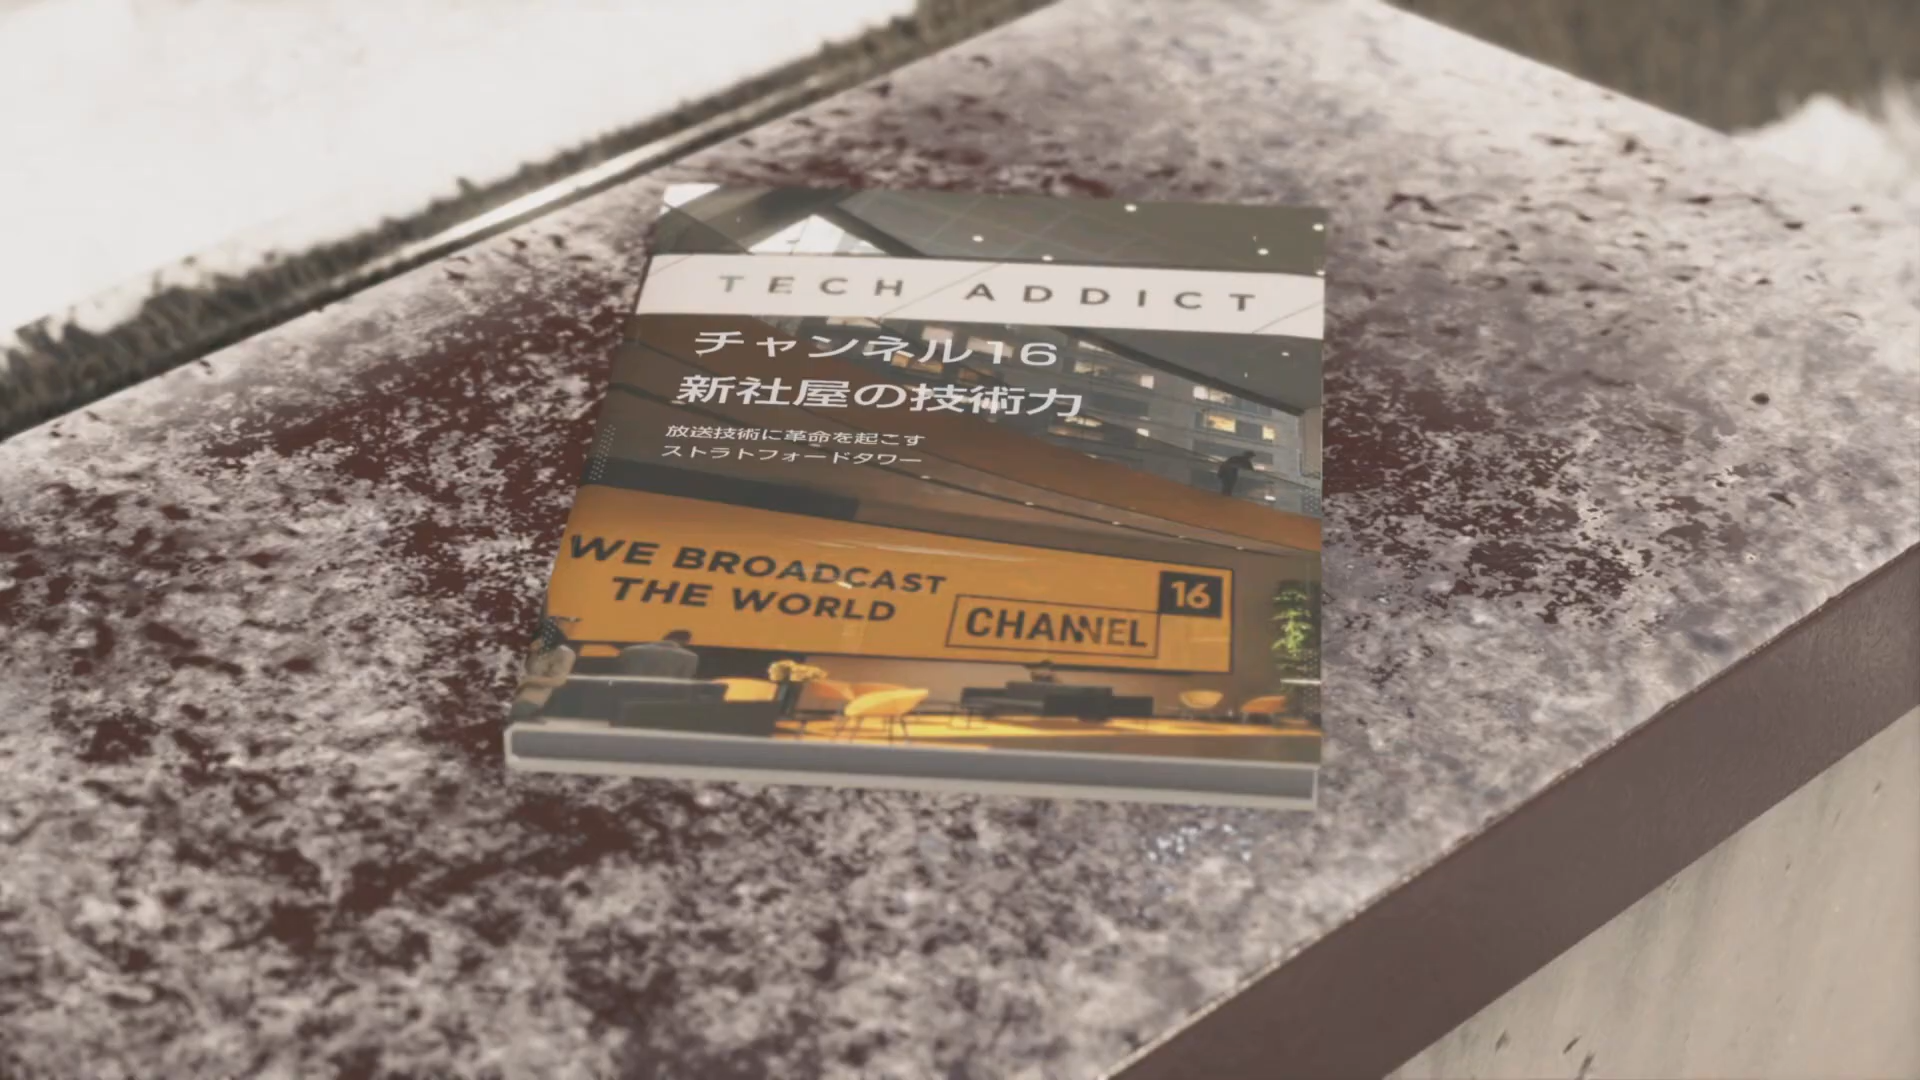 TECH ADDICT
チャンネル16
新社屋の技術力
放送技術に革命を起こす
ストラトフォードタワー
WE BROADCAST
THE WORLD
CHANNEL
16